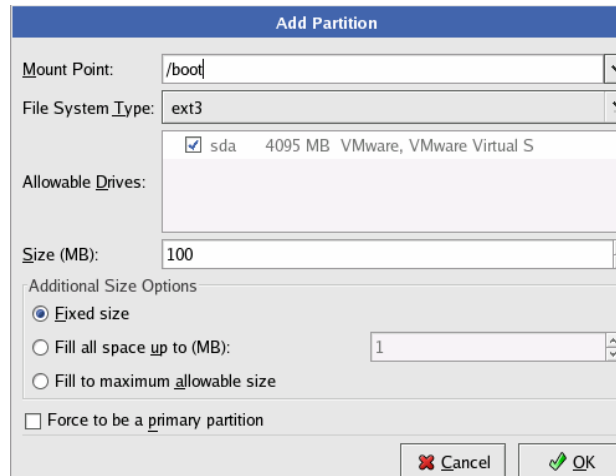 Add Partition
Mount Point: /boot
File System Type: ext3
sda 4095 MB VMware, VMware Virtual S
Allowable Drives:
Size (MB): 100
Additional Size Options
Fixed size
Fill all space up to (MB): 1
Fill to maximum allowable size
Force to be a primary partition
Cancel OK